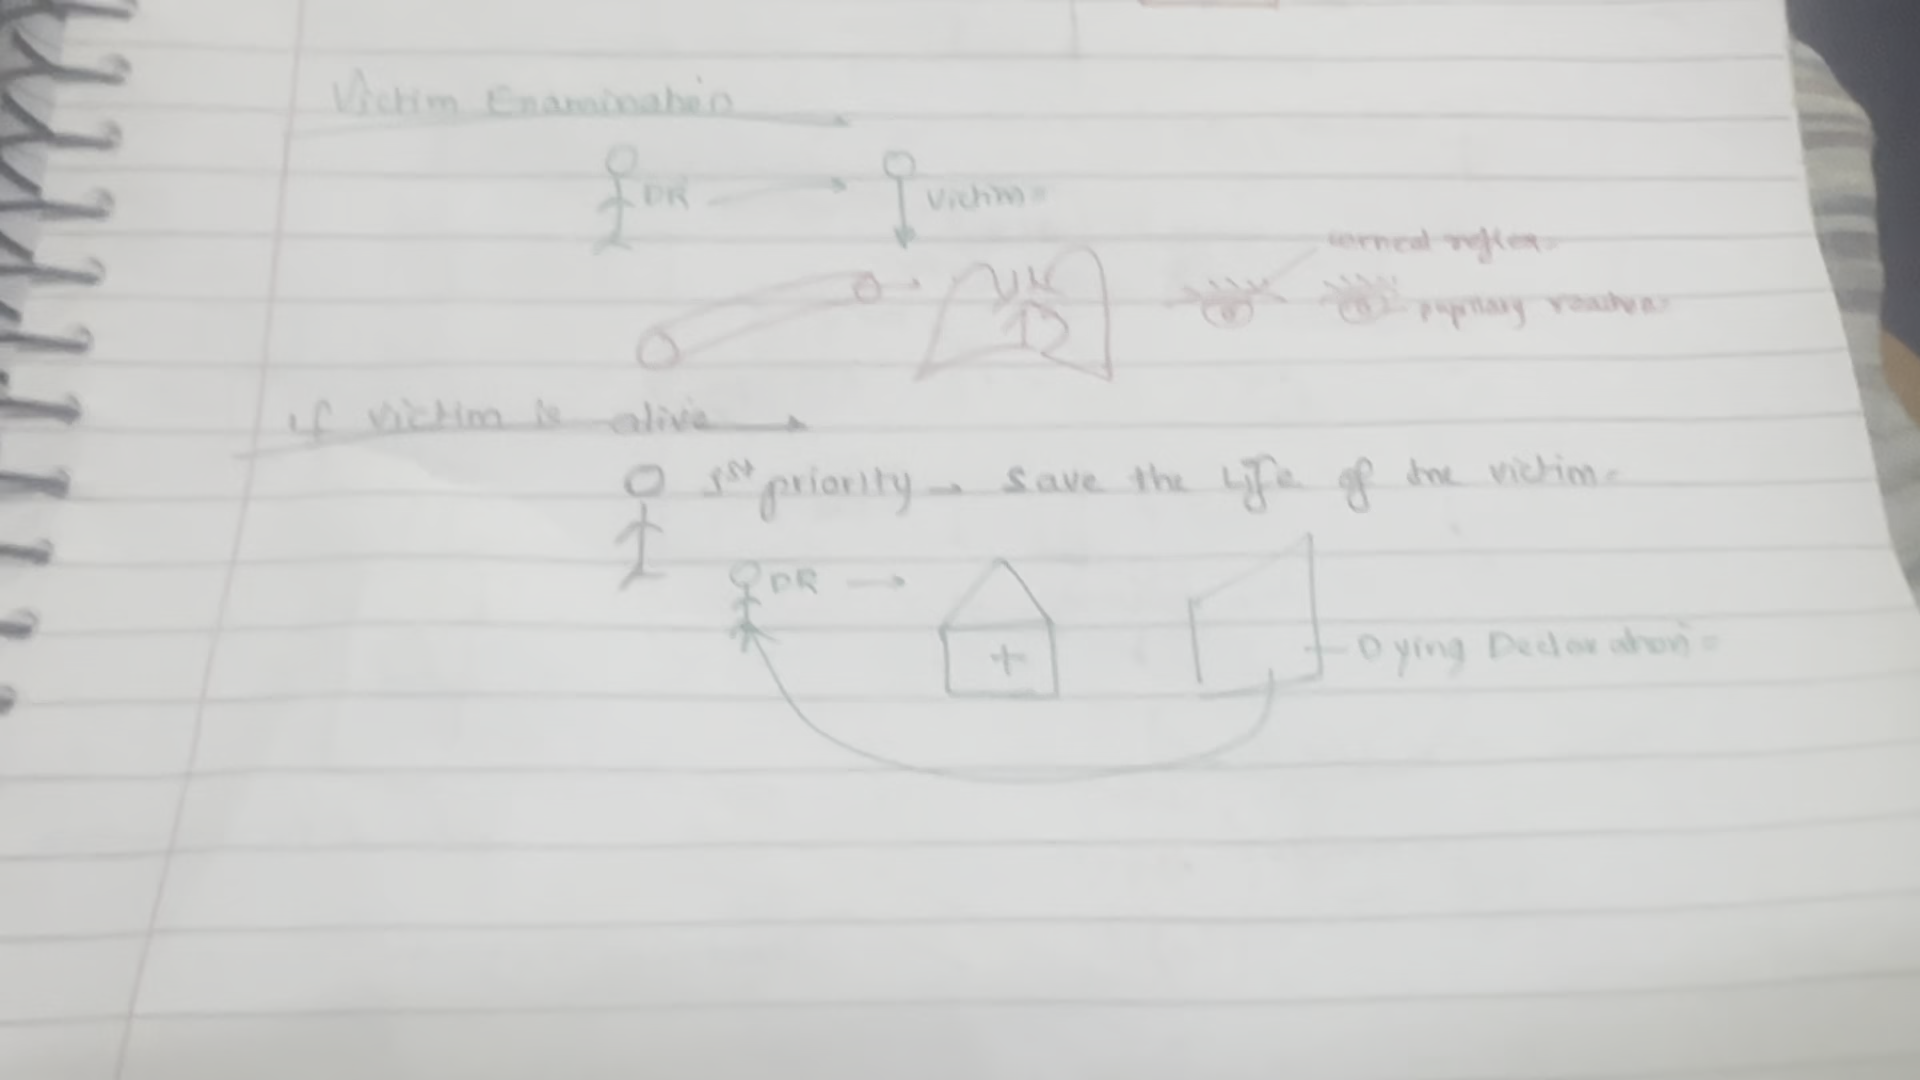 Victim Examination
DR → Victim
corneal reflex
pupillary reaction
if victim is alive →
1st priority → save the life of the victim
DR →
+
Dying Declaration